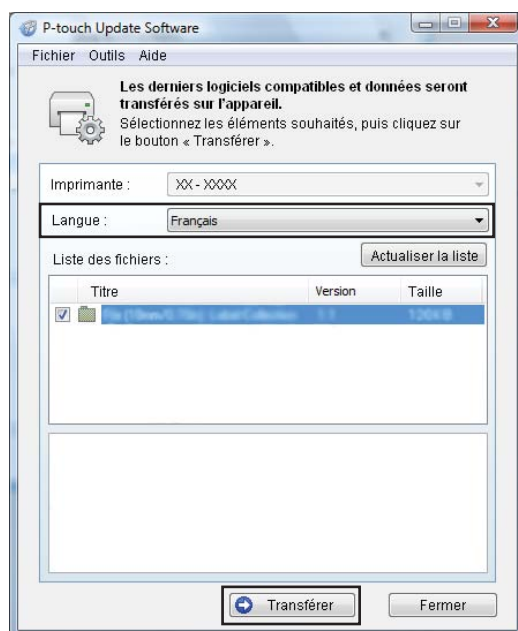 P-touch Update Software
Fichier Outils Aide
Les derniers logiciels compatibles et données seront
transférés sur l'appareil.
Sélectionnez les éléments souhaités, puis cliquez sur
le bouton « Transférer ».
Imprimante : XX-XXXX
Langue : Français
Liste des fichiers : Actualiser la liste
Titre Version Taille
Transférer Fermer